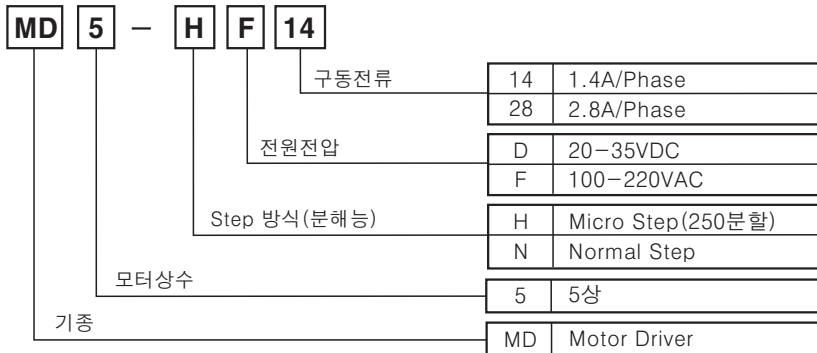 MD 5 － H F 14
구동전류
14 1.4A/Phase
28 2.8A/Phase
전원전압
D 20－35VDC
F 100－220VAC
Step 방식(분해능)
H Micro Step(250분할)
N Normal Step
모터상수
5 5상
기종
MD Motor Driver